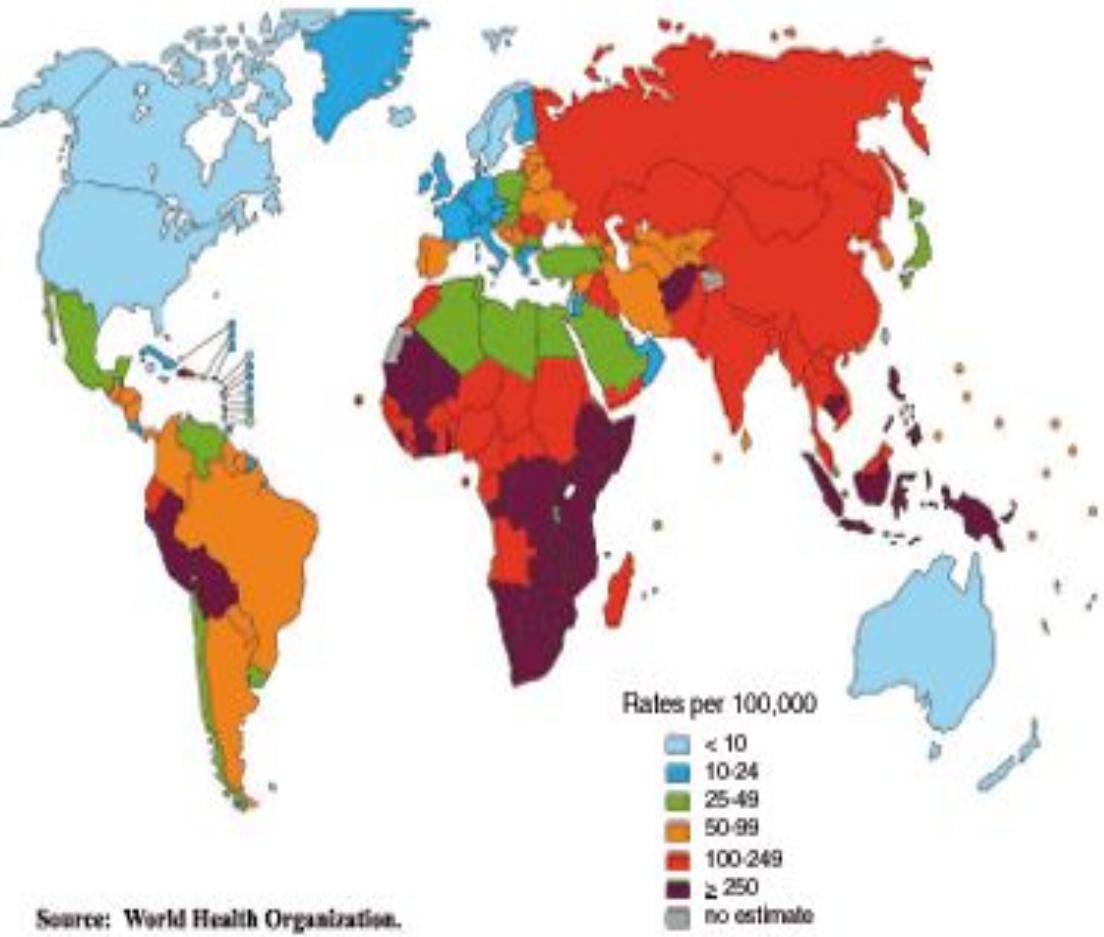 Rates per 100,000
< 10
10-24
25-49
50-99
100-249
≥ 250
no estimate
Source: World Health Organization.